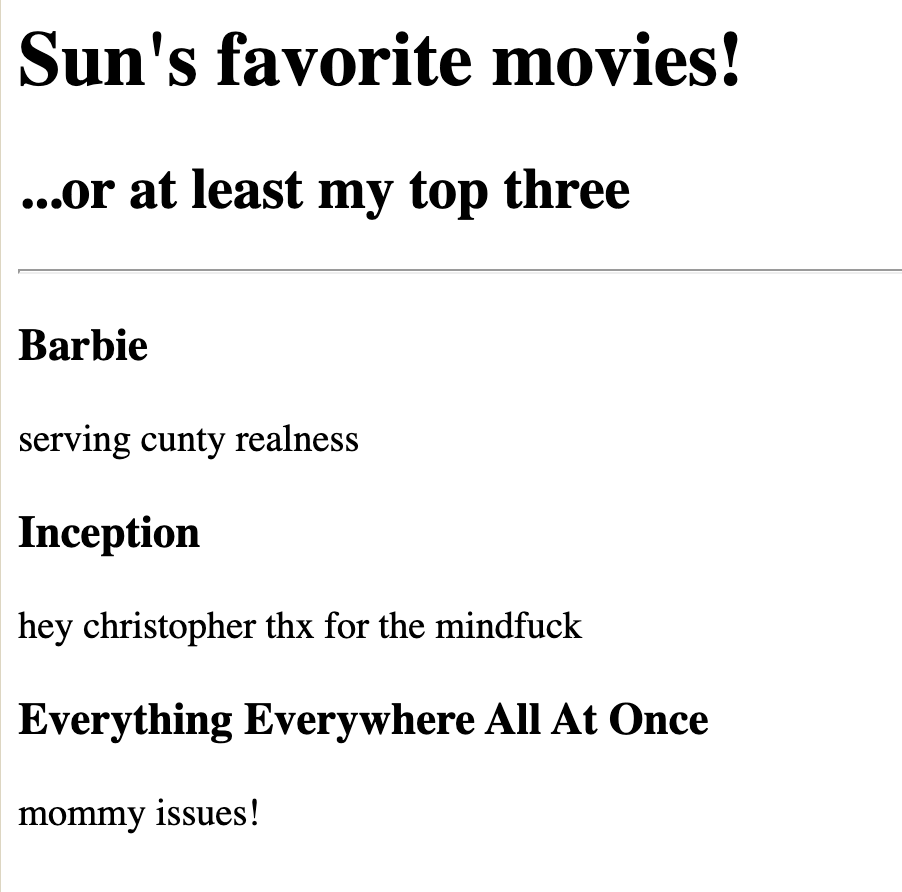 Sun's favorite movies!
...or at least my top three
Barbie
serving cunty realness
Inception
hey christopher thx for the mindfuck
Everything Everywhere All At Once
mommy issues!